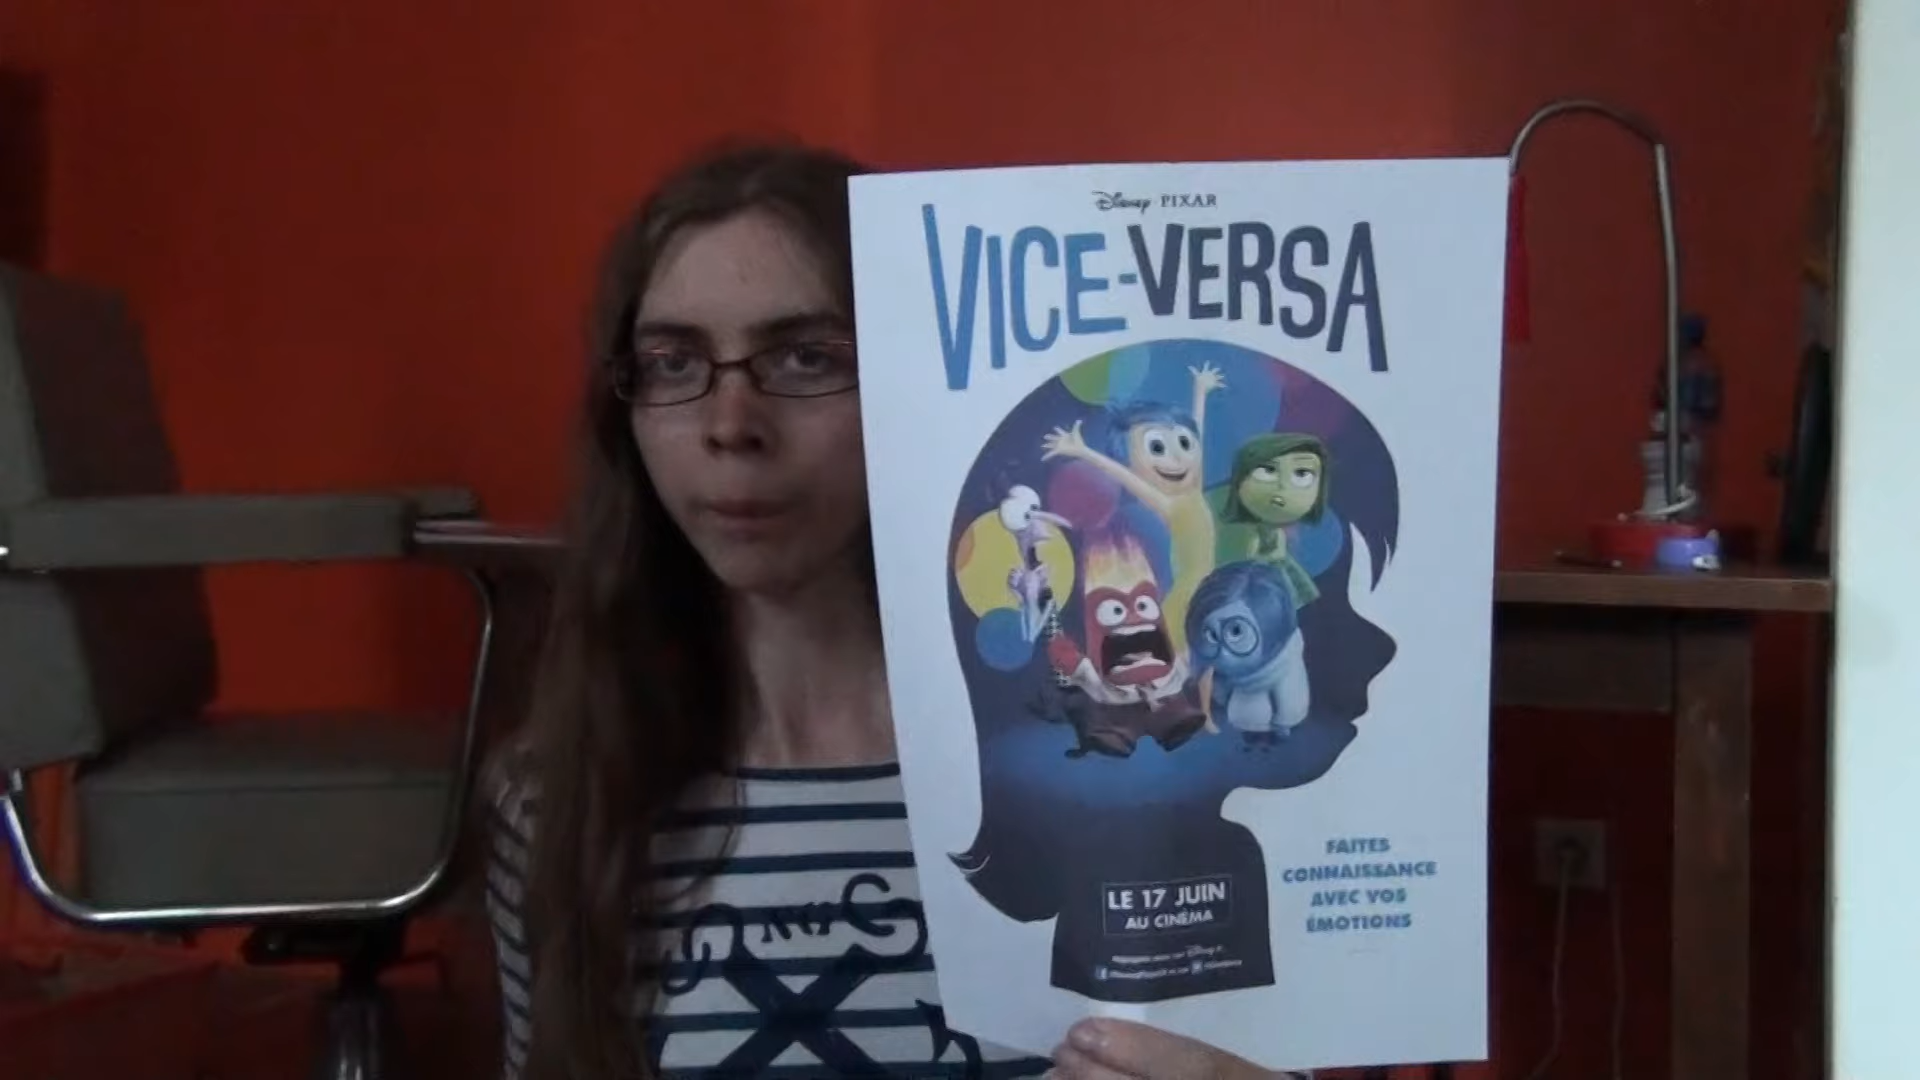 Disney PIXAR
VICE-VERSA
FAITES
CONNAISSANCE
AVEC VOS
ÉMOTIONS
LE 17 JUIN
AU CINÉMA